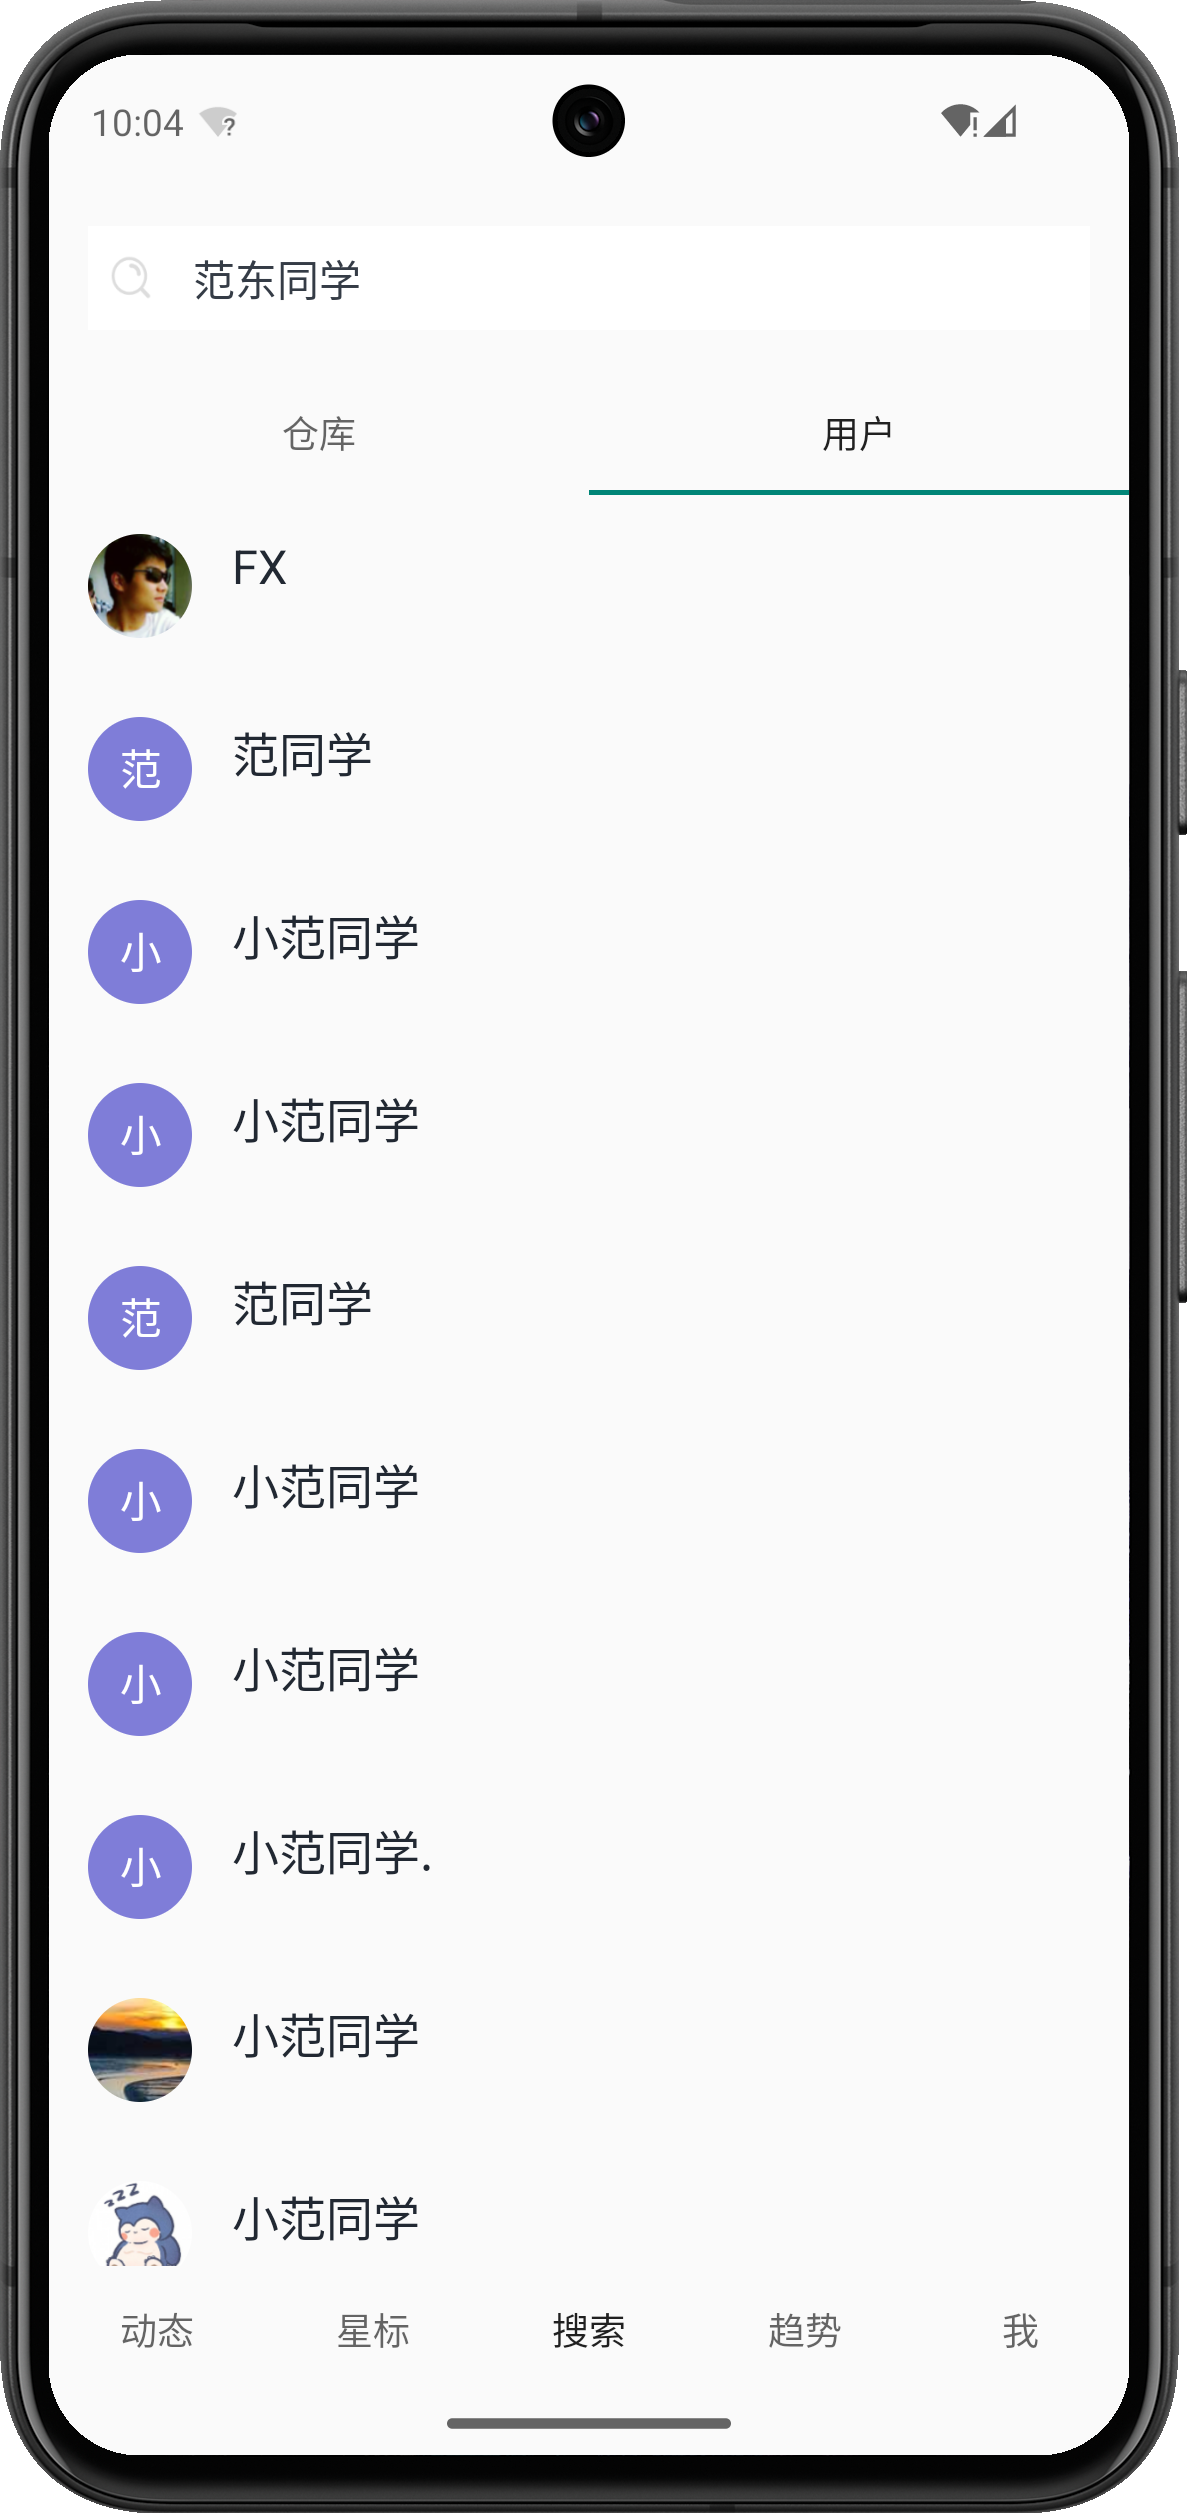 10:04
范东同学
仓库 用户
FX
范 范同学
小 小范同学
小 小范同学
范 范同学
小 小范同学
小 小范同学
小 小范同学.
小范同学
zzz
小范同学
动态 星标 搜索 趋势 我